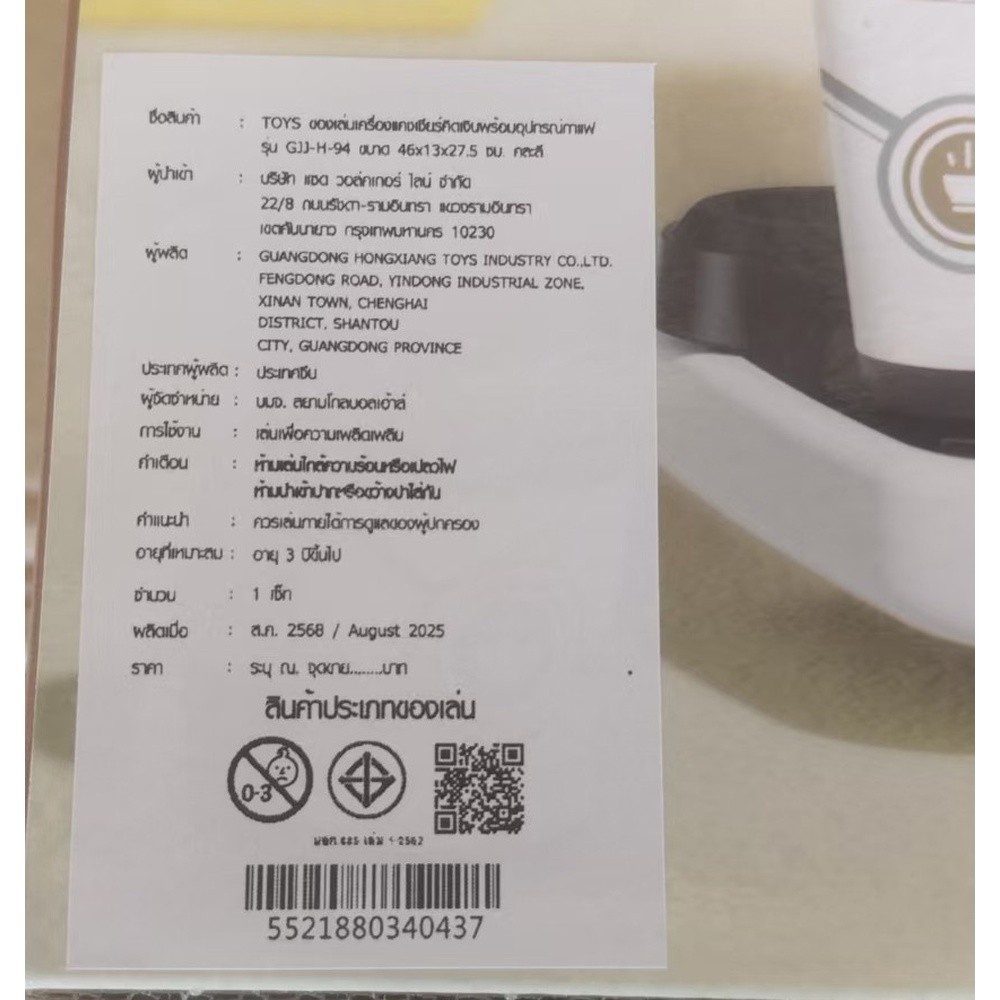 ชื่อสินค้า : TOYS ของเล่นเครื่องแคชเชียร์คิดเงินพร้อมอุปกรณ์กาแฟ
รุ่น GJJ-H-94 ขนาด 46x13x27.5 ซม. คละสี
ผู้นำเข้า : บริษัท แซด วอล์คเกอร์ ไลน์ จำกัด
22/8 ถนนรัชดา-รามอินทรา แขวงรามอินทรา
เขตคันนายาว กรุงเทพมหานคร 10230
ผู้ผลิต : GUANGDONG HONGXIANG TOYS INDUSTRY CO.,LTD.
FENGDONG ROAD, YINDONG INDUSTRIAL ZONE,
XINAN TOWN, CHENGHAI
DISTRICT, SHANTOU
CITY, GUANGDONG PROVINCE
ประเทศผู้ผลิต : ประเทศจีน
ผู้จัดจำหน่าย : บมจ. สยามโกลบอลเฮ้าส์
การใช้งาน : เล่นเพื่อความเพลิดเพลิน
คำเตือน : ห้ามเล่นใกล้ความร้อนหรือเปลวไฟ
ห้ามนำเข้าปากหรือขว้างปาใส่กัน
คำแนะนำ : ควรเล่นภายใต้การดูแลของผู้ปกครอง
อายุที่เหมาะสม : อายุ 3 ปีขึ้นไป
จำนวน : 1 เซ็ท
ผลิตเมื่อ : ส.ค. 2568 / August 2025
ราคา : ระบุ ณ. จุดขาย........บาท
สินค้าประเภทของเล่น
0-3
มอก.685 เล่ม 1-2562
5521880340437